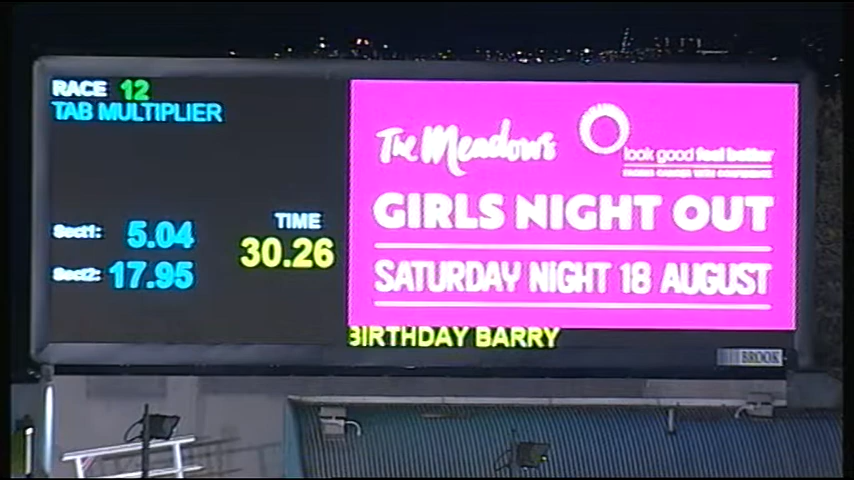 RACE 12
TAB MULTIPLIER
Sect1: 5.04
Sect2: 17.95
TIME
30.26
The Meadows
look good feel better
GIRLS NIGHT OUT
SATURDAY NIGHT 18 AUGUST
BIRTHDAY BARRY
BROOK